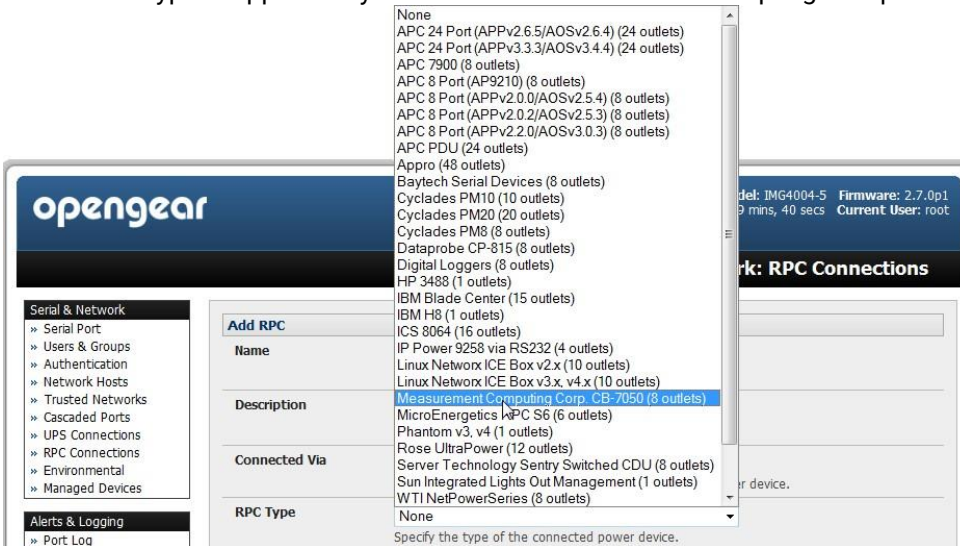 None
APC 24 Port (APPv2.6.5/AOSv2.6.4) (24 outlets)
APC 24 Port (APPv3.3.3/AOSv3.4.4) (24 outlets)
APC 7900 (8 outlets)
APC 8 Port (AP9210) (8 outlets)
APC 8 Port (APPv2.0.0/AOSv2.5.4) (8 outlets)
APC 8 Port (APPv2.0.2/AOSv2.5.3) (8 outlets)
APC 8 Port (APPv2.2.0/AOSv3.0.3) (8 outlets)
APC PDU (24 outlets)
Appro (48 outlets)
Baytech Serial Devices (8 outlets)
Cyclades PM10 (10 outlets)
Cyclades PM20 (20 outlets)
Cyclades PM8 (8 outlets)
Dataprobe CP-815 (8 outlets)
Digital Loggers (8 outlets)
HP 3488 (1 outlets)
IBM Blade Center (15 outlets)
IBM H8 (1 outlets)
ICS 8064 (16 outlets)
IP Power 9258 via RS232 (4 outlets)
Linux Networx ICE Box v2.x (10 outlets)
Linux Networx ICE Box v3.x, v4.x (10 outlets)
Measurement Computing Corp. CB-7050 (8 outlets)
MicroEnergetics PC S6 (6 outlets)
Phantom v3, v4 (1 outlets)
Rose UltraPower (12 outlets)
Server Technology Sentry Switched CDU (8 outlets)
Sun Integrated Lights Out Management (1 outlets)
WTI NetPowerSeries (8 outlets)
opengear
del: IMG4004-5 Firmware: 2.7.0p1
9 mins, 40 secs Current User: root
rk: RPC Connections
Serial & Network
» Serial Port
» Users & Groups
» Authentication
» Network Hosts
» Trusted Networks
» Cascaded Ports
» UPS Connections
» RPC Connections
» Environmental
» Managed Devices
Alerts & Logging
» Port Log
Add RPC
Name
Description
Connected Via
er device.
RPC Type
None
Specify the type of the connected power device.